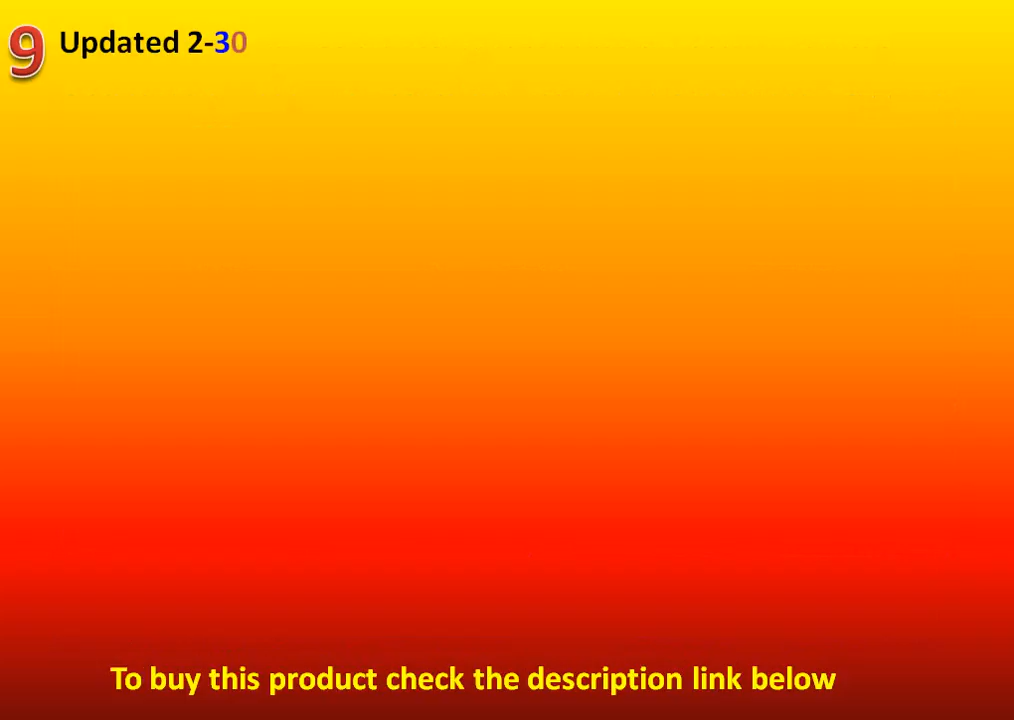 9 Updated 2-30
To buy this product check the description link below